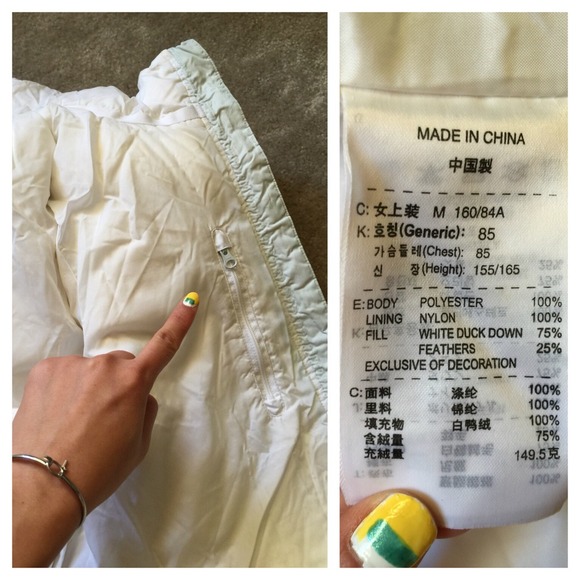 MADE IN CHINA
中国製
C: 女上装 M 160/84A
K: 호칭(Generic): 85
가슴둘레(Chest): 85
신 장(Height): 155/165
E: BODY POLYESTER 100%
LINING NYLON 100%
FILL WHITE DUCK DOWN 75%
FEATHERS 25%
EXCLUSIVE OF DECORATION
C: 面料 涤纶 100%
里料 锦纶 100%
填充物 白鸭绒 100%
含絨量 75%
充絨量 149.5克